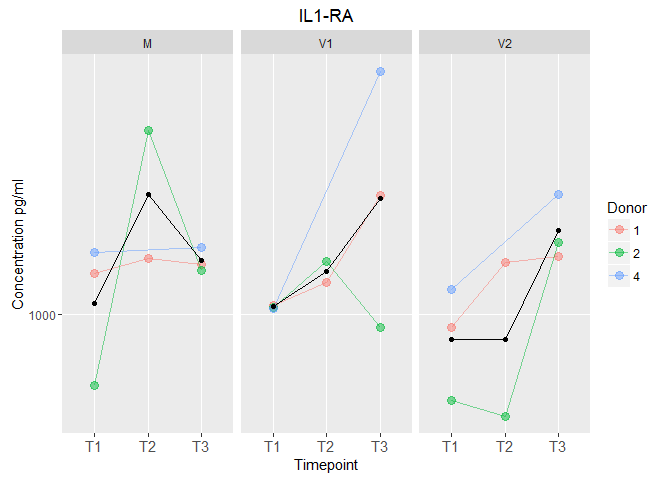 IL1-RA
M V1 V2
Concentration pg/ml
1000
T1 T2 T3 T1 T2 T3 T1 T2 T3
Timepoint
Donor
1
2
4